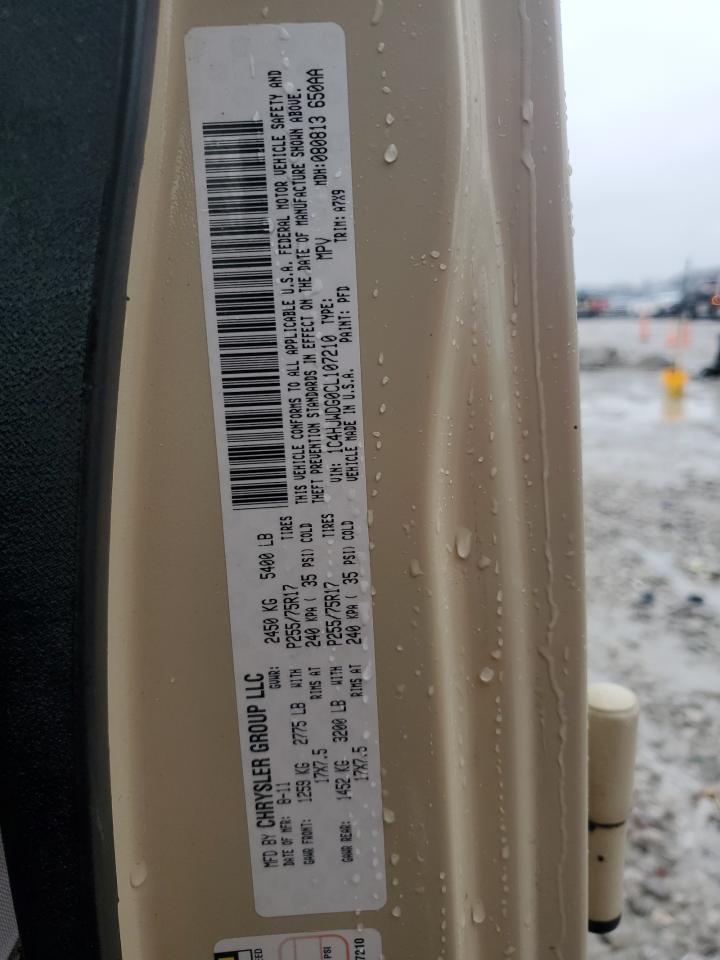 MFD BY CHRYSLER GROUP LLC
DATE OF MFR: 8-11 GVWR: 2450 KG 5400 LB
GAWR FRONT: 1259 KG 2775 LB WITH P255/75R17 TIRES
17X7.5 RIMS AT 240 KPA ( 35 PSI) COLD
GAWR REAR: 1452 KG 3200 LB WITH P255/75R17 TIRES
17X7.5 RIMS AT 240 KPA ( 35 PSI) COLD
THIS VEHICLE CONFORMS TO ALL APPLICABLE U.S.A. FEDERAL MOTOR VEHICLE SAFETY AND
THEFT PREVENTION STANDARDS IN EFFECT ON THE DATE OF MANUFACTURE SHOWN ABOVE.
VIN: 1C4HJWDG0CL107210 TYPE: MPV MDH:080813 650AA
VEHICLE MADE IN U.S.A. PAINT: PFD TRIM: A7X9
EED
PSI
7210